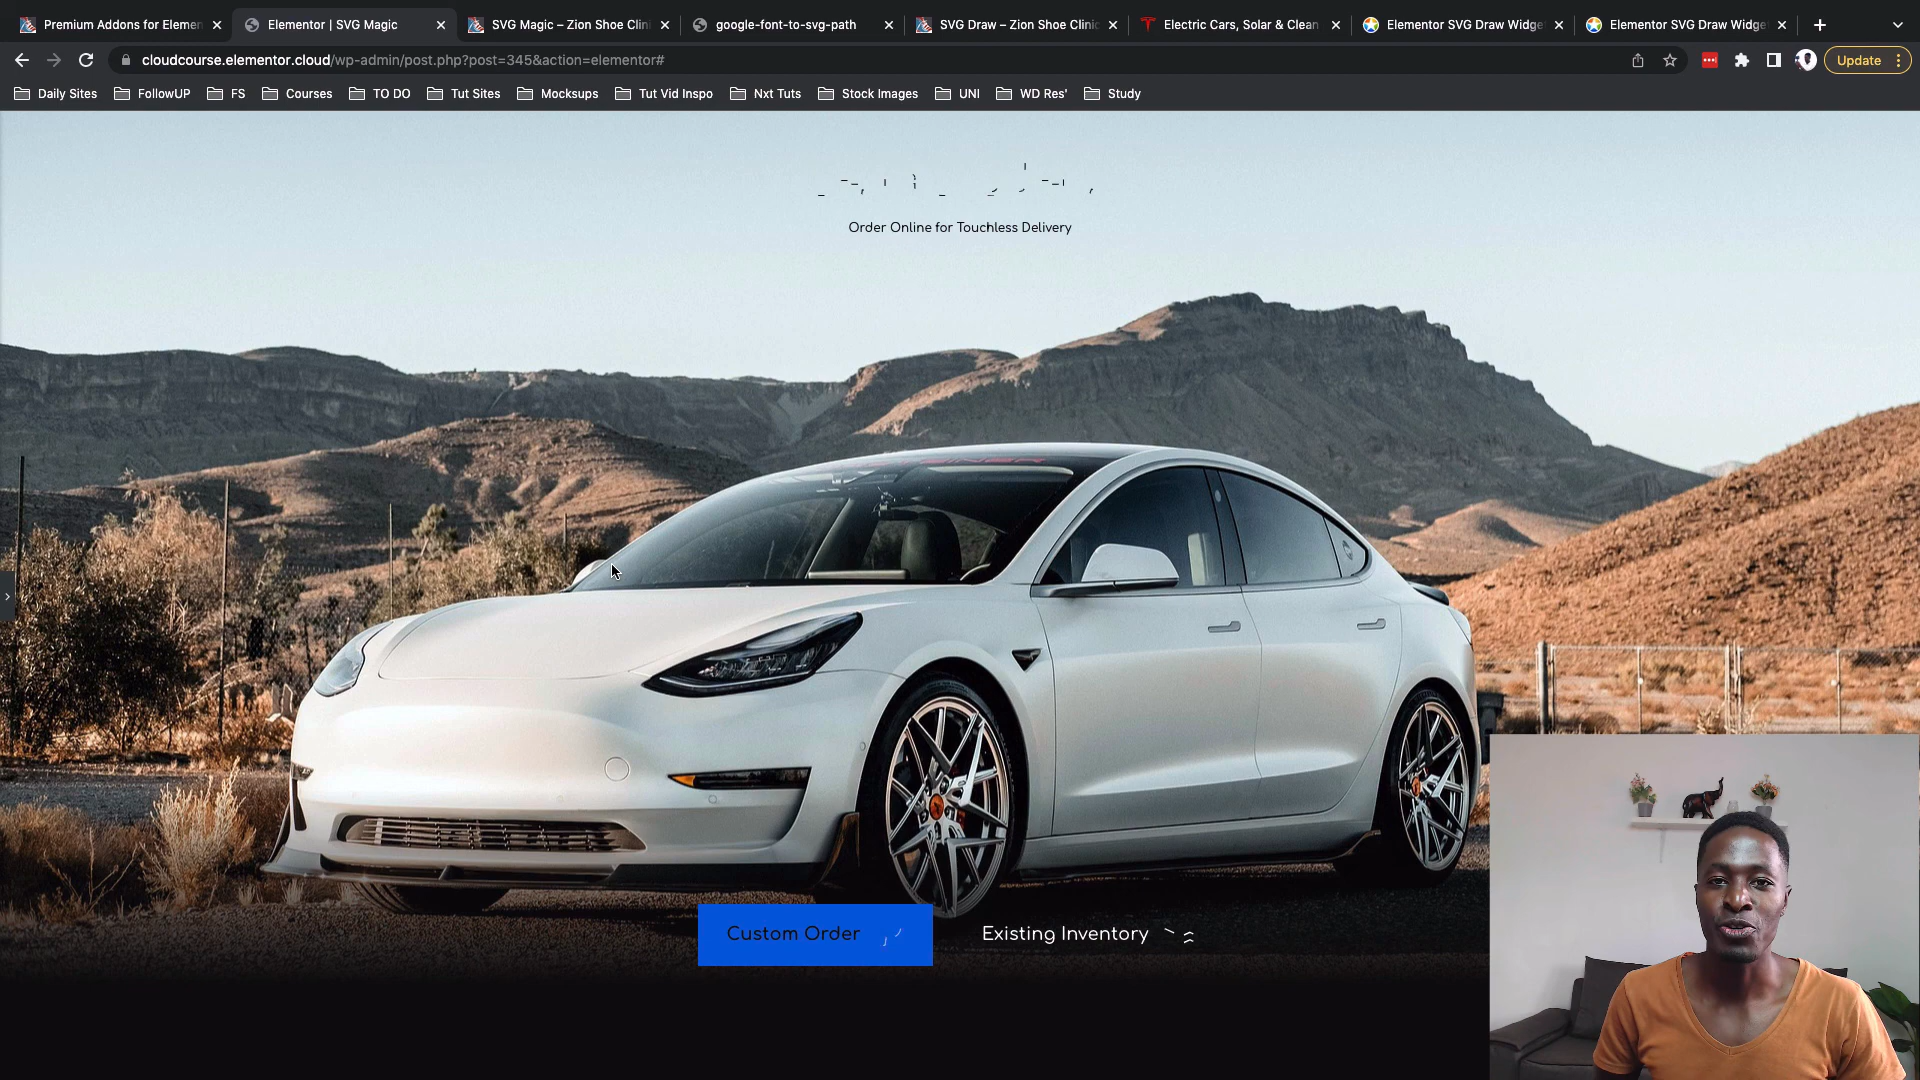 Premium Addons for Elemen
Elementor | SVG Magic
SVG Magic – Zion Shoe Clini
google-font-to-svg-path
SVG Draw – Zion Shoe Clinic
Electric Cars, Solar & Clean
Elementor SVG Draw Widge
Elementor SVG Draw Widge
cloudcourse.elementor.cloud/wp-admin/post.php?post=345&action=elementor#
Update
Daily Sites
FollowUP
FS
Courses
TO DO
Tut Sites
Mocksups
Tut Vid Inspo
Nxt Tuts
Stock Images
UNI
WD Res'
Study
Order Online for Touchless Delivery
Custom Order
Existing Inventory